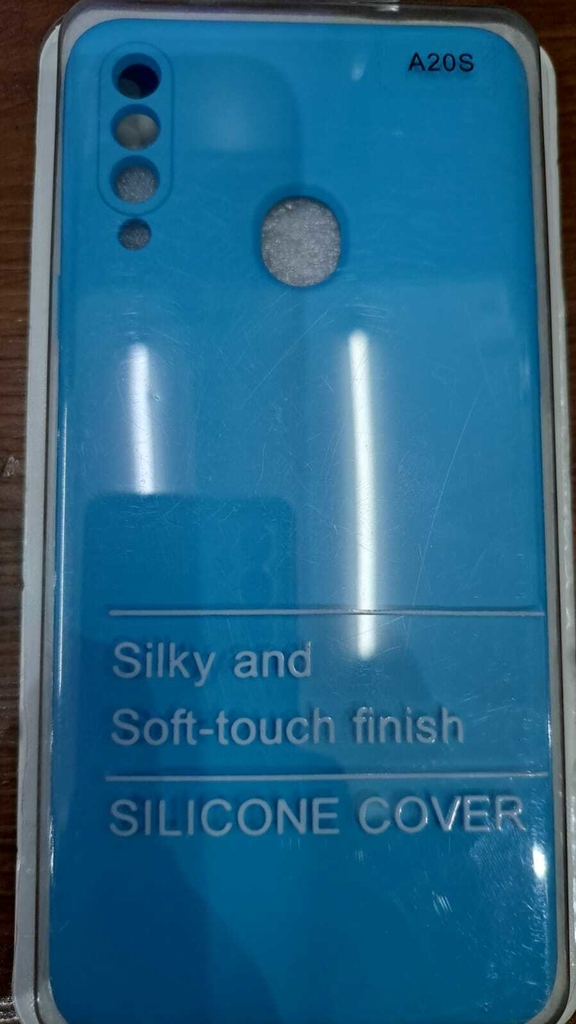 A20S
Silky and
Soft-touch finish
SILICONE COVER